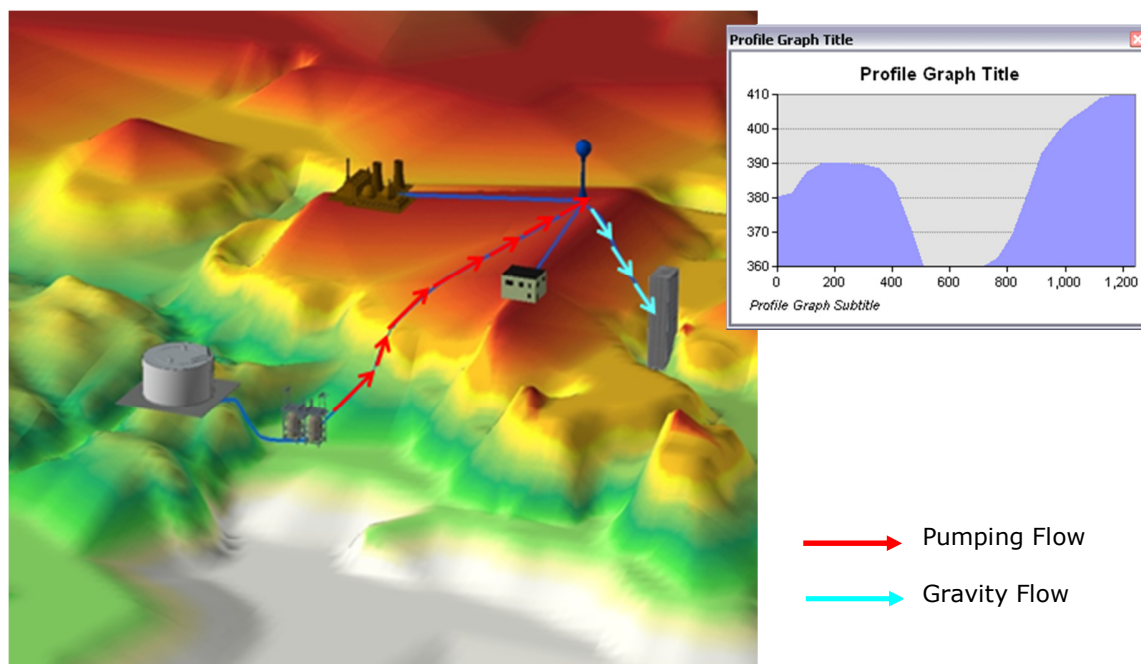 Profile Graph Title
Profile Graph Title
410
400
390
380
370
360
0 200 400 600 800 1,000 1,200
Profile Graph Subtitle
Pumping Flow
Gravity Flow